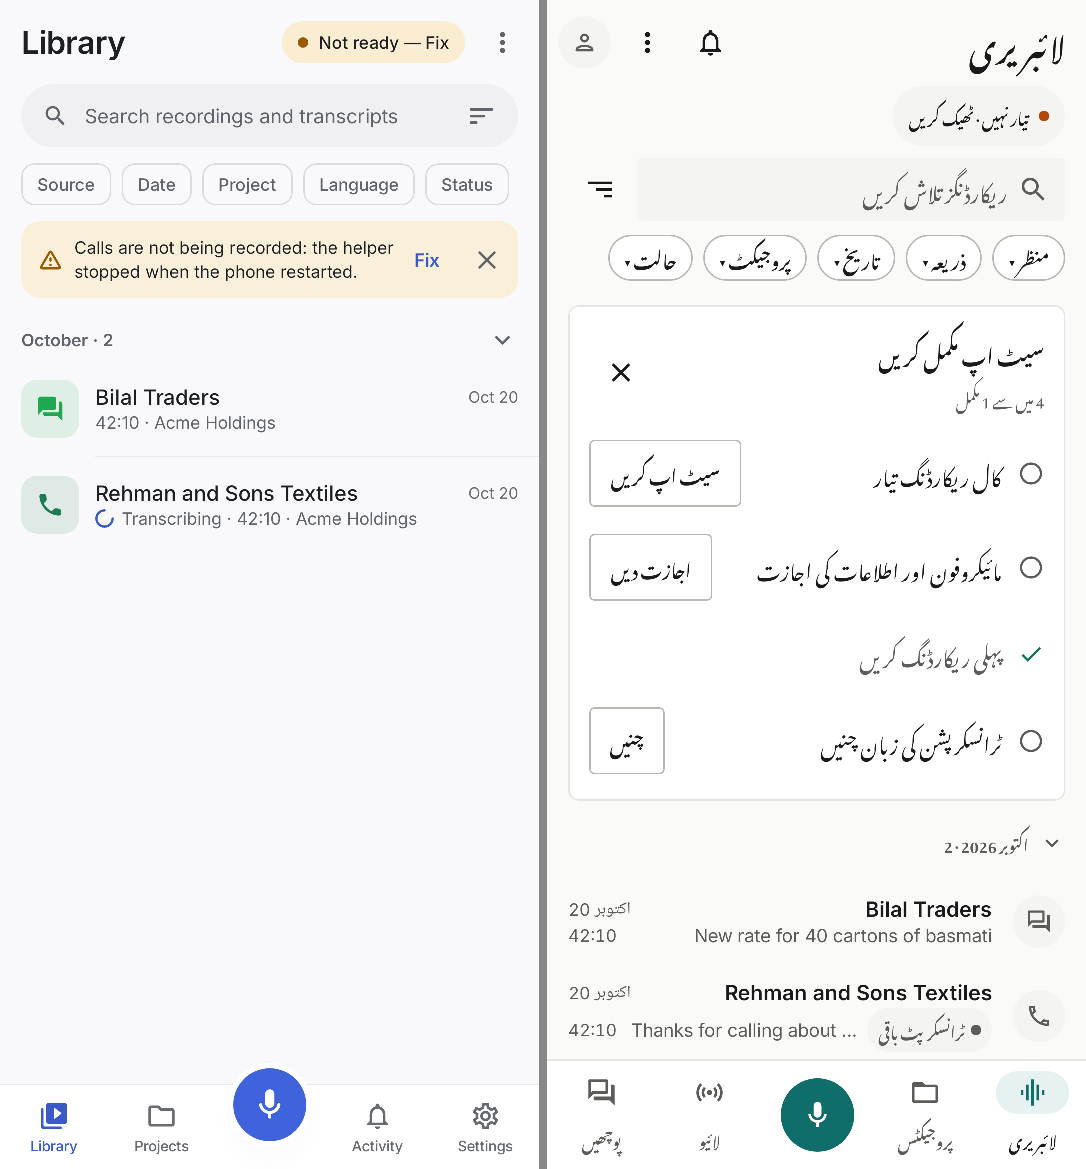 Library
Not ready — Fix
Search recordings and transcripts
Source
Date
Project
Language
Status
Calls are not being recorded: the helper
stopped when the phone restarted.
Fix
October · 2
Bilal Traders
Oct 20
42:10 · Acme Holdings
Rehman and Sons Textiles
Oct 20
Transcribing · 42:10 · Acme Holdings
Library
Projects
Activity
Settings
لائبریری
تیار نہیں · ٹھیک کریں
ریکارڈنگز تلاش کریں
منظر
ذریعہ
تاریخ
پروجیکٹ
حالت
سیٹ اپ مکمل کریں
4 میں سے 1 مکمل
کال ریکارڈنگ تیار
سیٹ اپ کریں
مائیکروفون اور اطلاعات کی اجازت
اجازت دیں
پہلی ریکارڈنگ کریں
ٹرانسکرپشن کی زبان چنیں
چنیں
اکتوبر 2026 · 2
Bilal Traders
20 اکتوبر
New rate for 40 cartons of basmati
42:10
Rehman and Sons Textiles
20 اکتوبر
ٹرانسکرپٹ باقی
Thanks for calling about ...
42:10
لائبریری
پروجیکٹس
لائیو
پوچھیں